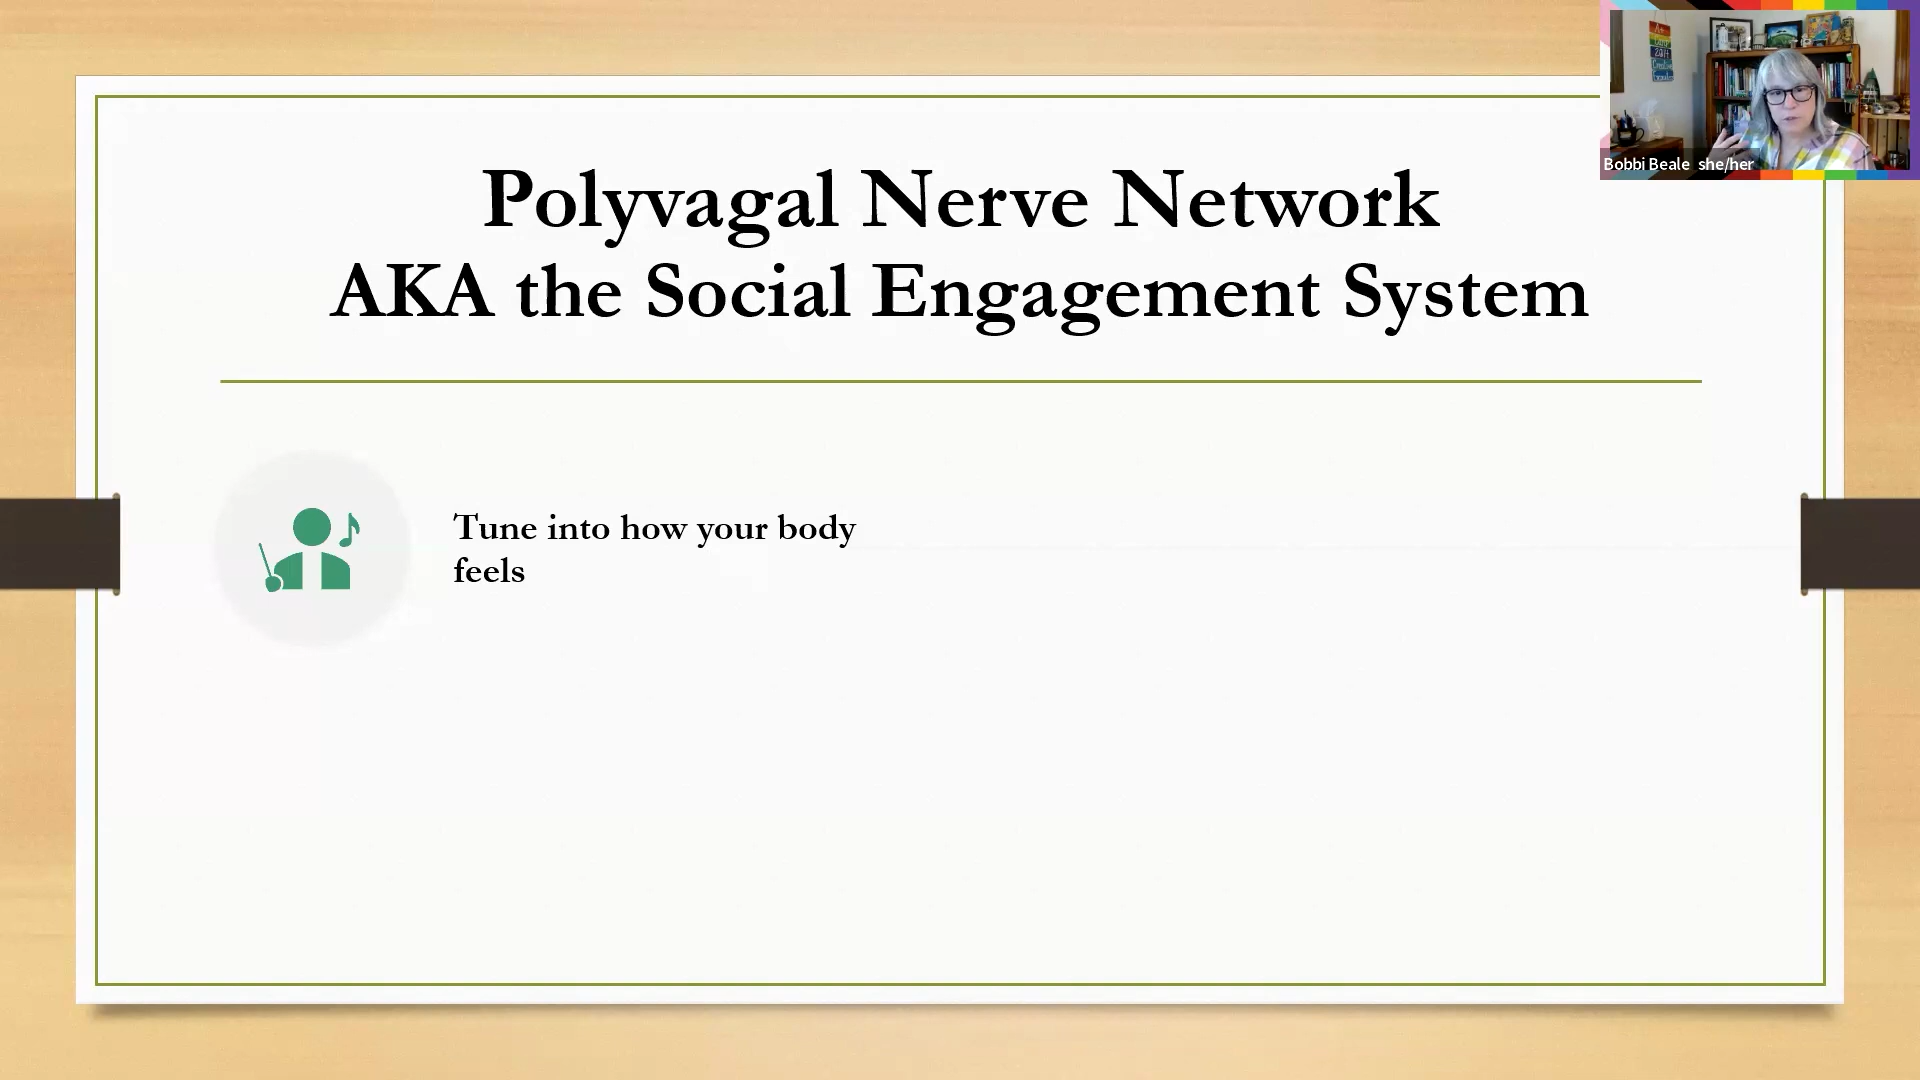 Polyvagal Nerve Network
AKA the Social Engagement System
Tune into how your body
feels
Bobbi Beale she/her